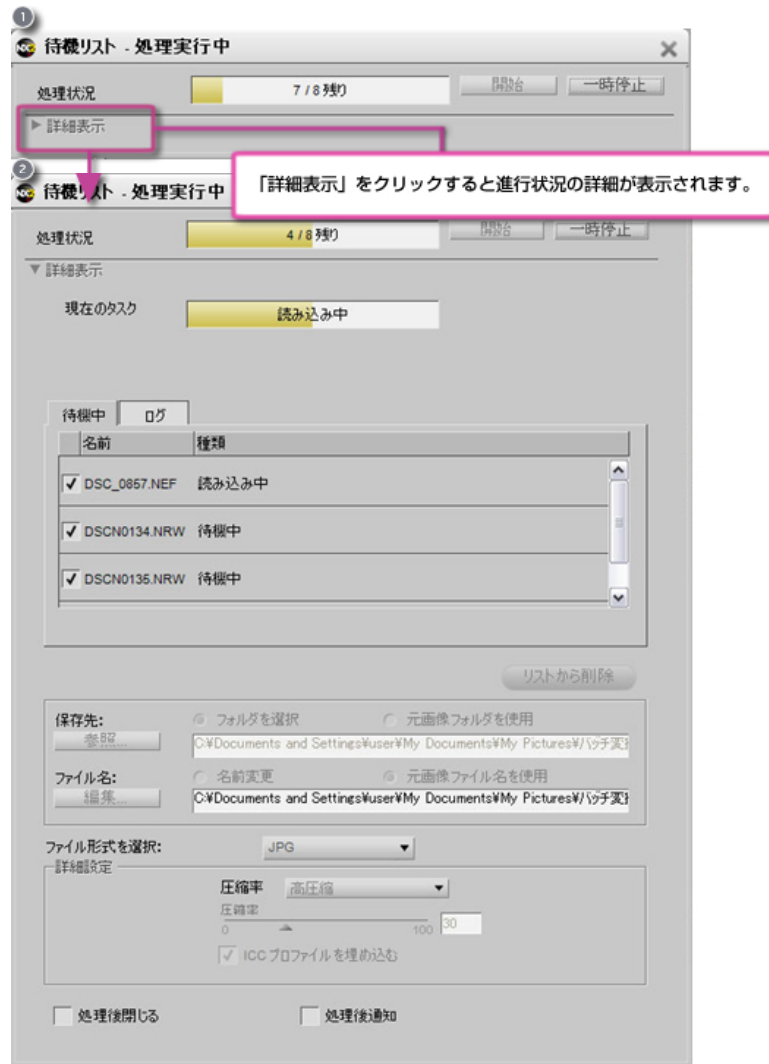 1
待機リスト - 処理実行中
処理状況 7 / 8 残り 開始 一時停止
▶ 詳細表示
「詳細表示」をクリックすると進行状況の詳細が表示されます。
2
待機リスト - 処理実行中
処理状況 4 / 8 残り 開始 一時停止
▼ 詳細表示
現在のタスク 読み込み中
待機中 ログ
名前 種類
DSC_0857.NEF 読み込み中
DSCN0134.NRW 待機中
DSCN0135.NRW 待機中
リストから削除
保存先: フォルダを選択 元画像フォルダを使用
参照... C:¥Documents and Settings¥user¥My Documents¥My Pictures¥バッチ変
ファイル名: 名前変更 元画像ファイル名を使用
編集... C:¥Documents and Settings¥user¥My Documents¥My Pictures¥バッチ変
ファイル形式を選択: JPG
詳細設定
圧縮率 高圧縮
圧縮率
0 100 30
ICC プロファイルを埋め込む
処理後閉じる 処理後通知